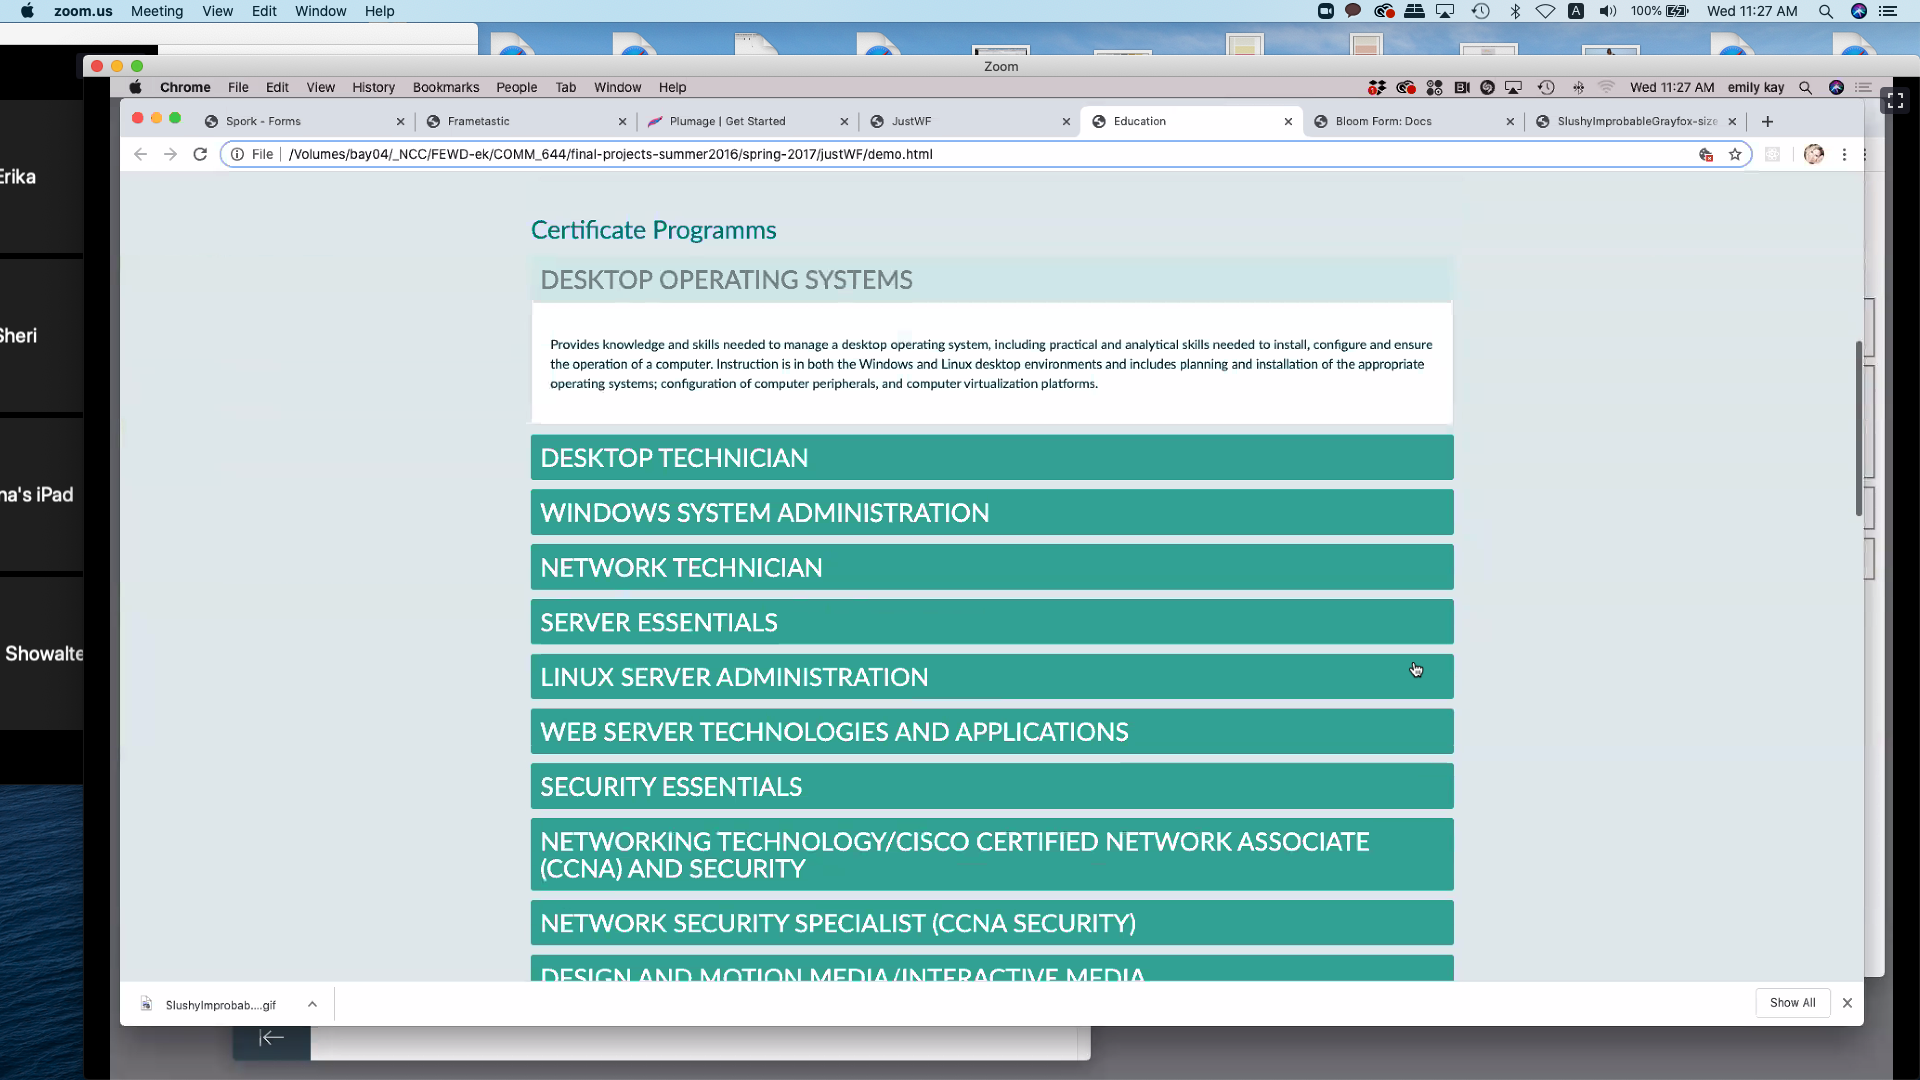 zoom.us Meeting View Edit Window Help 100% Wed 11:27 AM
Zoom
Chrome File Edit View History Bookmarks People Tab Window Help Wed 11:27 AM emily kay
Spork - Forms Frametastic Plumage | Get Started JustWF Education Bloom Form: Docs SlushyImprobableGrayfox-size
File /Volumes/bay04/_NCC/FEWD-ek/COMM_644/final-projects-summer2016/spring-2017/justWF/demo.html
Erika
Sheri
na's iPad
Showalte
Certificate Programms
DESKTOP OPERATING SYSTEMS
Provides knowledge and skills needed to manage a desktop operating system, including practical and analytical skills needed to install, configure and ensure
the operation of a computer. Instruction is in both the Windows and Linux desktop environments and includes planning and installation of the appropriate
operating systems; configuration of computer peripherals, and computer virtualization platforms.
DESKTOP TECHNICIAN
WINDOWS SYSTEM ADMINISTRATION
NETWORK TECHNICIAN
SERVER ESSENTIALS
LINUX SERVER ADMINISTRATION
WEB SERVER TECHNOLOGIES AND APPLICATIONS
SECURITY ESSENTIALS
NETWORKING TECHNOLOGY/CISCO CERTIFIED NETWORK ASSOCIATE
(CCNA) AND SECURITY
NETWORK SECURITY SPECIALIST (CCNA SECURITY)
DESIGN AND MOTION MEDIA/INTERACTIVE MEDIA
SlushyImprobab....gif Show All